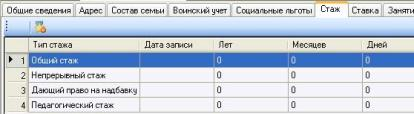 Общие сведения Адрес Состав семьи Воинский учет Социальные льготы Стаж Ставка Заняти
Тип стажа Дата записи Лет Месяцев Дней
1 Общий стаж 0 0 0
2 Непрерывный стаж 0 0 0
3 Дающий право на надбавку 0 0 0
4 Педагогический стаж 0 0 0